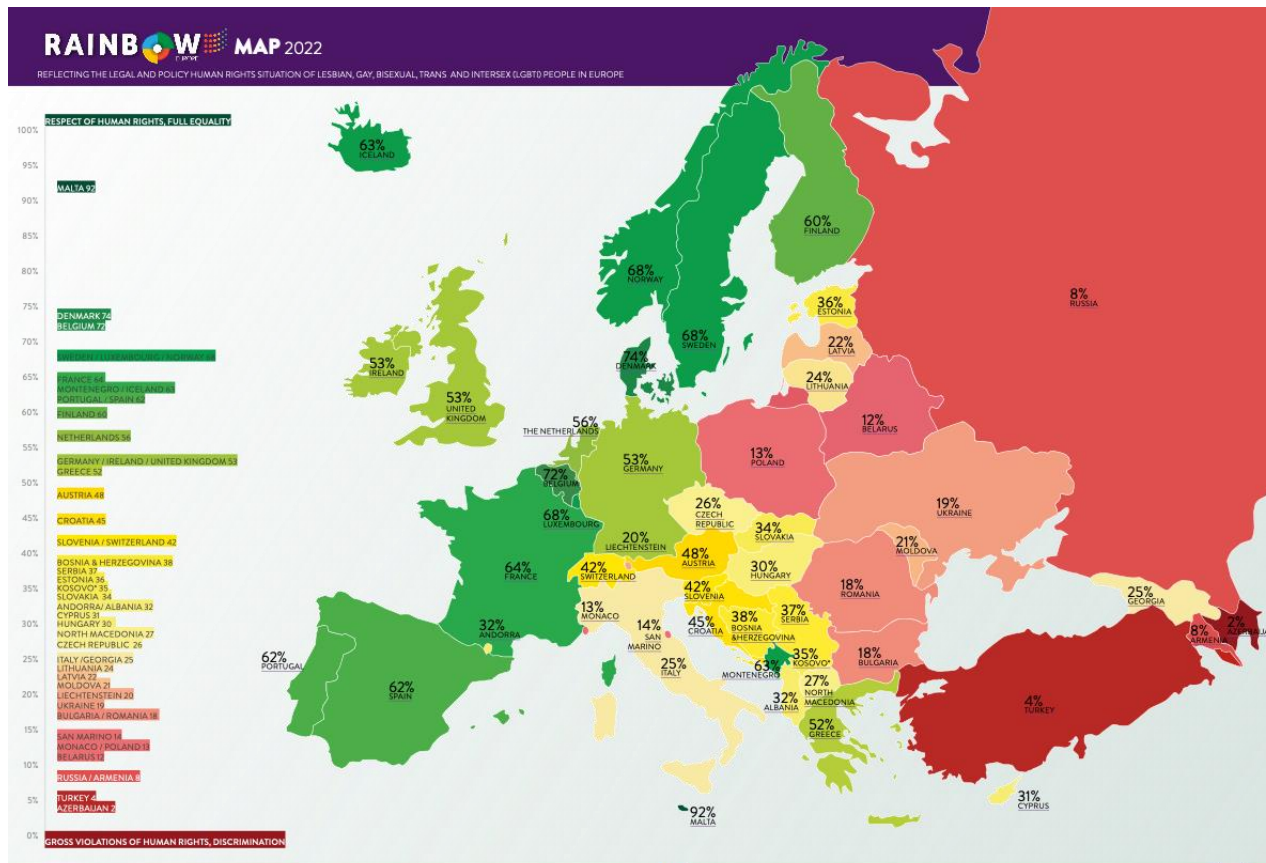 RAINBOW EUROPE MAP 2022
REFLECTING THE LEGAL AND POLICY HUMAN RIGHTS SITUATION OF LESBIAN, GAY, BISEXUAL, TRANS AND INTERSEX (LGBTI) PEOPLE IN EUROPE
100%
RESPECT OF HUMAN RIGHTS, FULL EQUALITY
95%
MALTA 92
90%
85%
80%
75%
DENMARK 74
BELGIUM 72
70%
SWEDEN / LUXEMBOURG / NORWAY 68
65%
FRANCE 64
MONTENEGRO / ICELAND 63
PORTUGAL / SPAIN 62
60%
FINLAND 60
NETHERLANDS 56
55%
GERMANY / IRELAND / UNITED KINGDOM 53
GREECE 52
50%
AUSTRIA 48
45%
CROATIA 45
SLOVENIA / SWITZERLAND 42
40%
BOSNIA & HERZEGOVINA 38
SERBIA 37
ESTONIA 36
35%
KOSOVO* 35
SLOVAKIA 34
ANDORRA/ ALBANIA 32
CYPRUS 31
30%
HUNGARY 30
NORTH MACEDONIA 27
CZECH REPUBLIC 26
25%
ITALY /GEORGIA 25
LITHUANIA 24
LATVIA 22
MOLDOVA 21
20%
LIECHTENSTEIN 20
UKRAINE 19
BULGARIA / ROMANIA 18
15%
SAN MARINO 14
MONACO / POLAND 13
BELARUS 12
10%
RUSSIA / ARMENIA 8
5%
TURKEY 4
AZERBAIJAN 2
0%
GROSS VIOLATIONS OF HUMAN RIGHTS, DISCRIMINATION
63%
ICELAND
60%
FINLAND
68%
NORWAY
68%
SWEDEN
8%
RUSSIA
36%
ESTONIA
22%
LATVIA
24%
LITHUANIA
74%
DENMARK
53%
IRELAND
53%
UNITED
KINGDOM
12%
BELARUS
56%
THE NETHERLANDS
53%
GERMANY
13%
POLAND
72%
BELGIUM
68%
LUXEMBOURG
26%
CZECH
REPUBLIC
19%
UKRAINE
34%
SLOVAKIA
20%
LIECHTENSTEIN
21%
MOLDOVA
48%
AUSTRIA
30%
HUNGARY
64%
FRANCE
42%
SWITZERLAND
42%
SLOVENIA
18%
ROMANIA
25%
GEORGIA
13%
MONACO
37%
SERBIA
38%
BOSNIA
&HERZEGOVINA
45%
CROATIA
14%
SAN
MARINO
32%
ANDORRA
2%
AZERBAIJAN
8%
ARMENIA
35%
KOSOVO*
18%
BULGARIA
63%
MONTENEGRO
62%
PORTUGAL
62%
SPAIN
25%
ITALY
27%
NORTH
MACEDONIA
32%
ALBANIA
4%
TURKEY
52%
GREECE
31%
CYPRUS
92%
MALTA